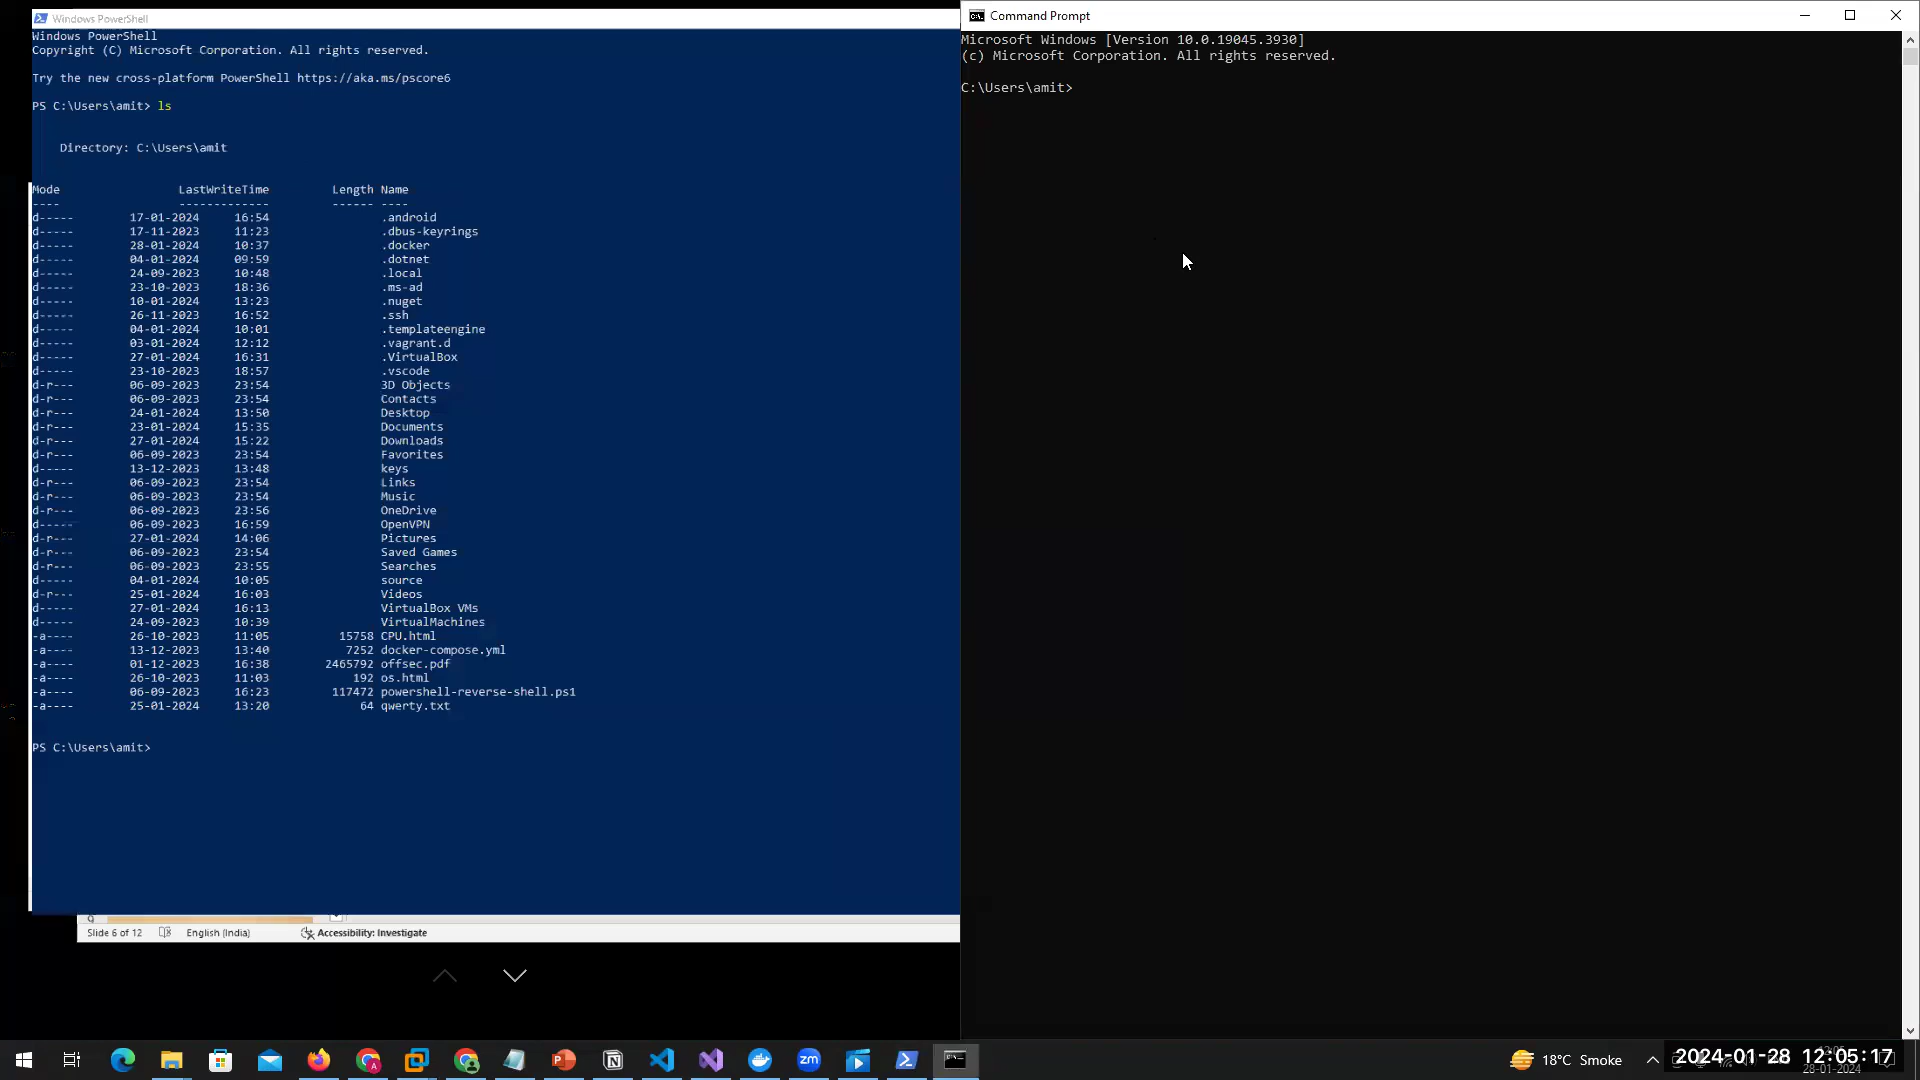 Windows PowerShell
Windows PowerShell
Copyright (C) Microsoft Corporation. All rights reserved.
Try the new cross-platform PowerShell https://aka.ms/pscore6
PS C:\Users\amit> ls
Directory: C:\Users\amit
Mode LastWriteTime Length Name
---- ------------- ------ ----
d----- 17-01-2024 16:54 .android
d----- 17-11-2023 11:23 .dbus-keyrings
d----- 28-01-2024 10:37 .docker
d----- 04-01-2024 09:59 .dotnet
d----- 24-09-2023 10:48 .local
d----- 23-10-2023 18:36 .ms-ad
d----- 10-01-2024 13:23 .nuget
d----- 26-11-2023 16:52 .ssh
d----- 04-01-2024 10:01 .templateengine
d----- 03-01-2024 12:12 .vagrant.d
d----- 27-01-2024 16:31 .VirtualBox
d----- 23-10-2023 18:57 .vscode
d-r--- 06-09-2023 23:54 3D Objects
d-r--- 06-09-2023 23:54 Contacts
d-r--- 24-01-2024 13:50 Desktop
d-r--- 23-01-2024 15:35 Documents
d-r--- 27-01-2024 15:22 Downloads
d-r--- 06-09-2023 23:54 Favorites
d----- 13-12-2023 13:48 keys
d-r--- 06-09-2023 23:54 Links
d-r--- 06-09-2023 23:54 Music
d-r--- 06-09-2023 23:56 OneDrive
d----- 06-09-2023 16:59 OpenVPN
d-r--- 27-01-2024 14:06 Pictures
d-r--- 06-09-2023 23:54 Saved Games
d-r--- 06-09-2023 23:55 Searches
d----- 04-01-2024 10:05 source
d-r--- 25-01-2024 16:03 Videos
d----- 27-01-2024 16:13 VirtualBox VMs
d----- 24-09-2023 10:39 VirtualMachines
-a---- 26-10-2023 11:05 15758 CPU.html
-a---- 13-12-2023 13:40 7252 docker-compose.yml
-a---- 01-12-2023 16:38 2465792 offsec.pdf
-a---- 26-10-2023 11:03 192 os.html
-a---- 06-09-2023 16:23 117472 powershell-reverse-shell.ps1
-a---- 25-01-2024 13:20 64 qwerty.txt
PS C:\Users\amit>
Slide 6 of 12 English (India) Accessibility: Investigate
Command Prompt
Microsoft Windows [Version 10.0.19045.3930]
(c) Microsoft Corporation. All rights reserved.
C:\Users\amit>
18°C Smoke
2024-01-28 12:05:17
28-01-2024